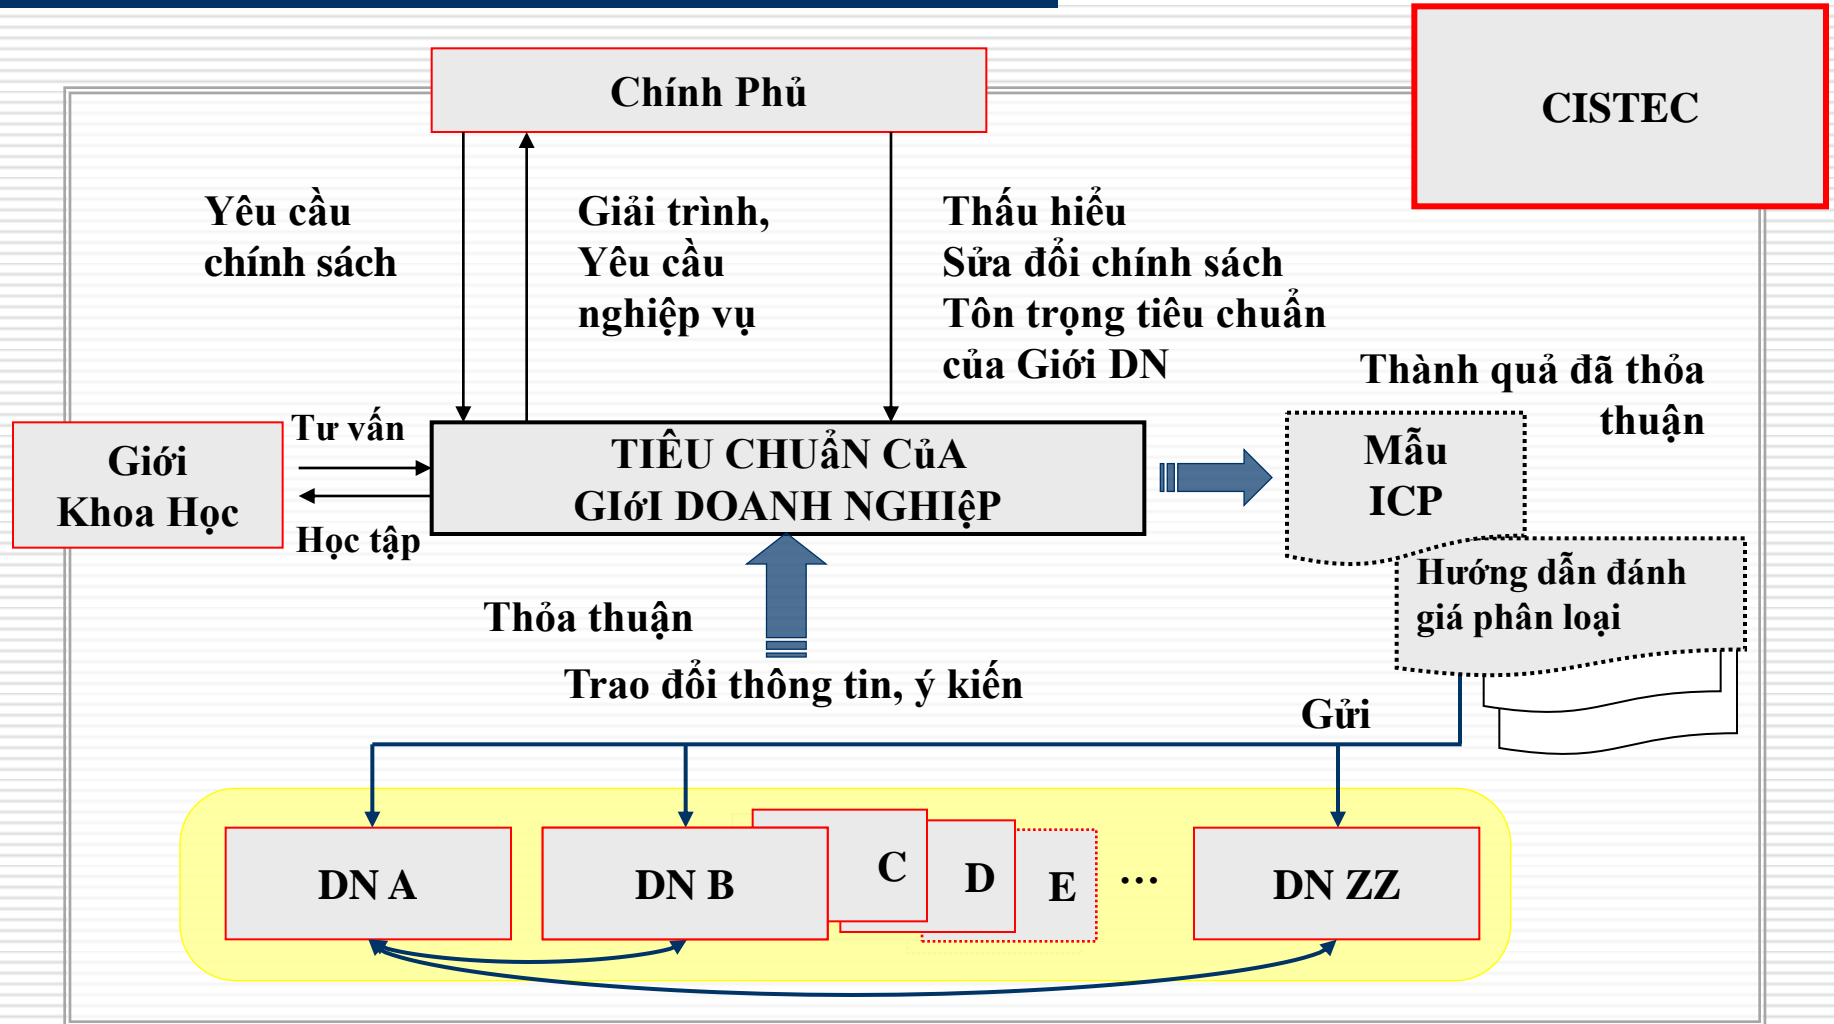 Chính Phủ
CISTEC
Yêu cầu
chính sách
Giải trình,
Yêu cầu
nghiệp vụ
Thấu hiểu
Sửa đổi chính sách
Tôn trọng tiêu chuẩn
của Giới DN
Thành quả đã thỏa
thuận
Giới
Khoa Học
Tư vấn
Học tập
TIÊU CHUẩN CủA
GIớI DOANH NGHIệP
Mẫu
ICP
Hướng dẫn đánh
giá phân loại
Thỏa thuận
Trao đổi thông tin, ý kiến
Gửi
DN A
DN B
C
D
E
...
DN ZZ